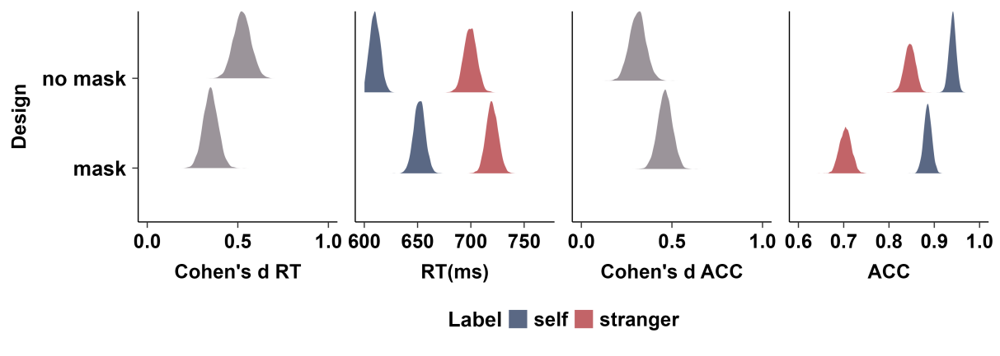 Design
no mask
mask
0.0 0.5 1.0
Cohen's d RT
600 650 700 750
RT(ms)
0.0 0.5 1.0
Cohen's d ACC
0.6 0.7 0.8 0.9 1.0
ACC
Label self stranger